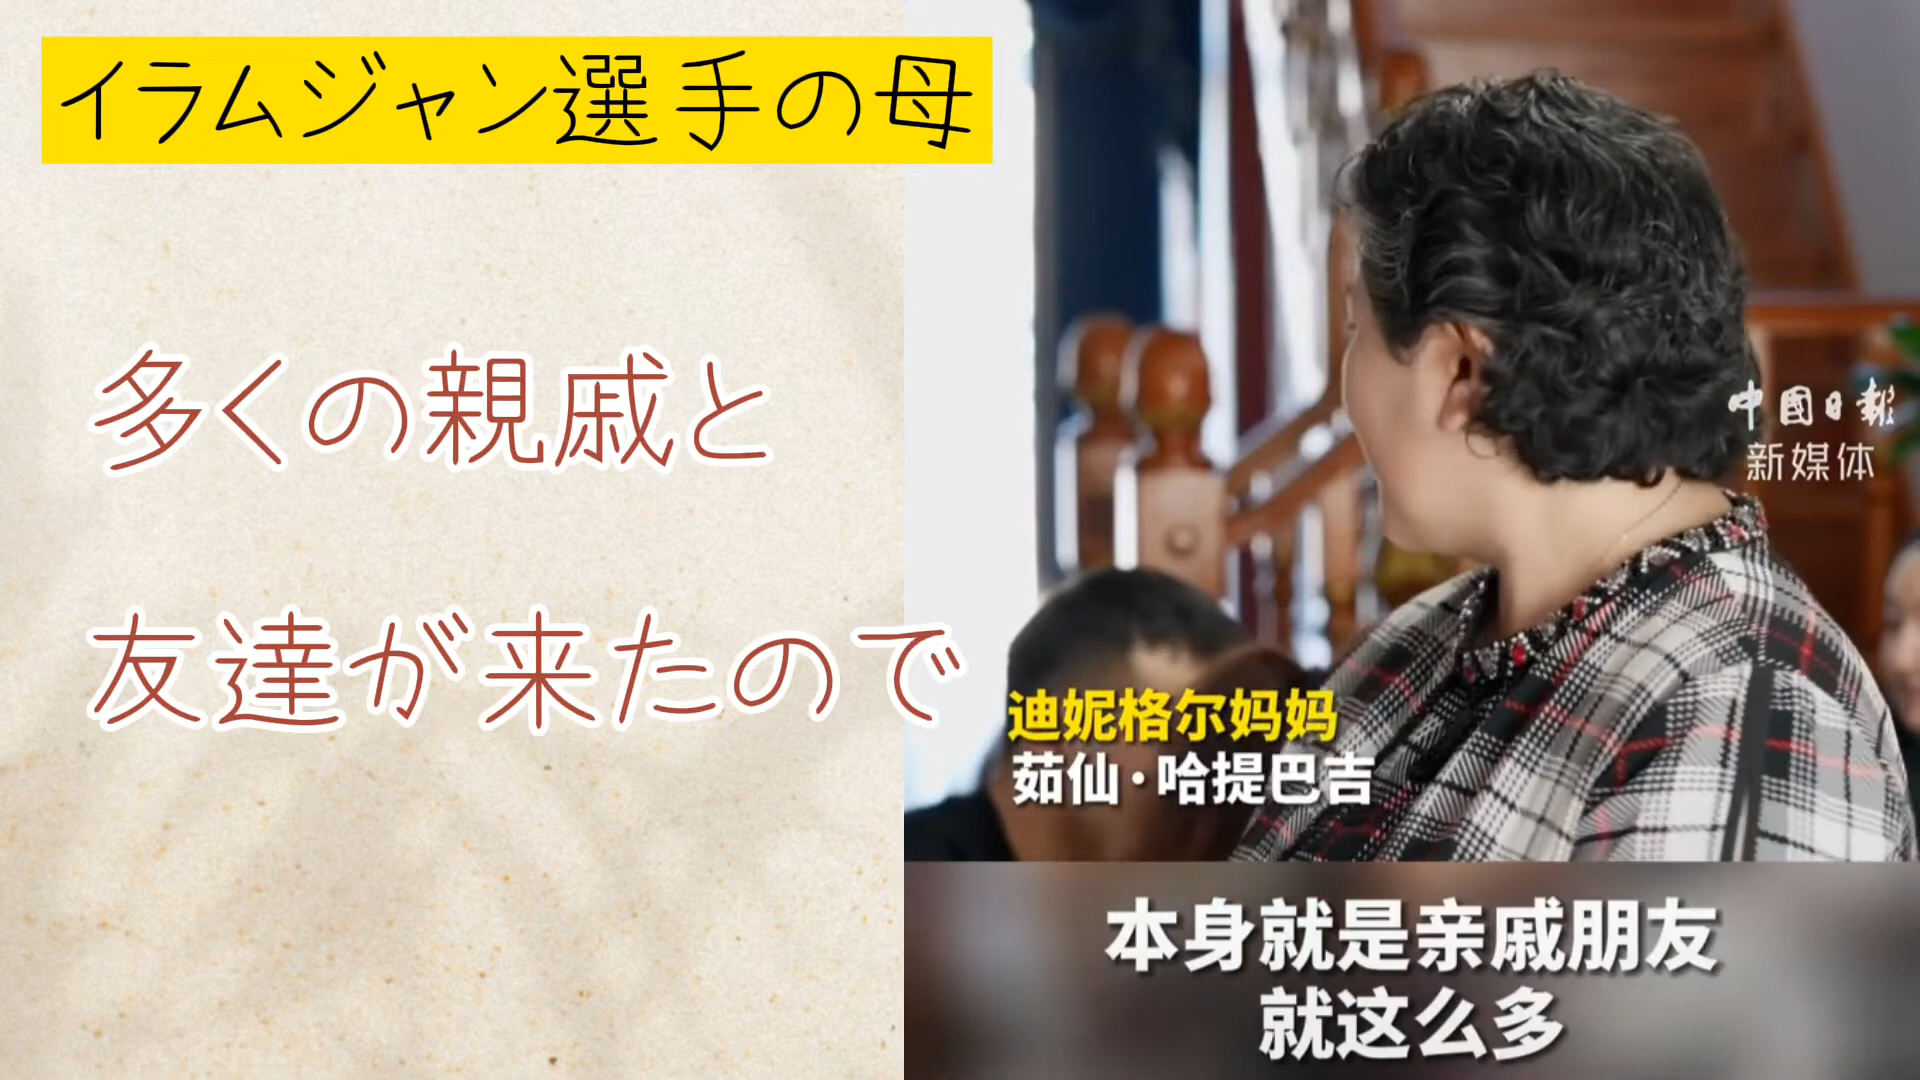 イラムジャン選手の母
多くの親戚と
友達が来たので
中國日報
新媒体
迪妮格尔妈妈
茹仙·哈提巴吉
本身就是亲戚朋友
就这么多